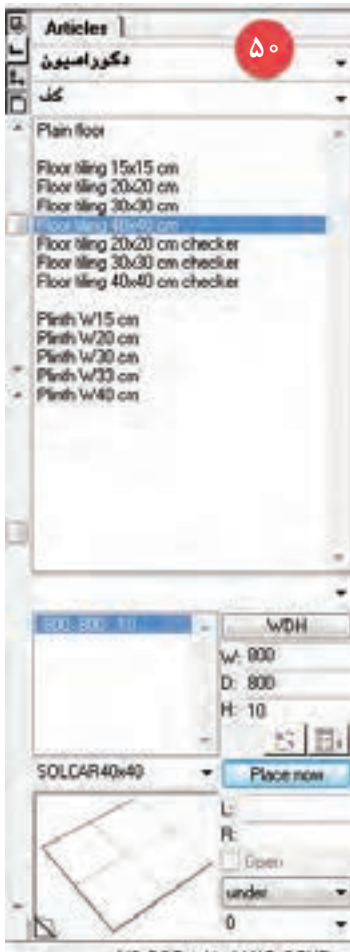 Articles
۵۰
دکوراسیون
کف
Plain floor
Floor tiling 15x15 cm
Floor tiling 20x20 cm
Floor tiling 30x30 cm
Floor tiling 40x40 cm
Floor tiling 20x20 cm checker
Floor tiling 30x30 cm checker
Floor tiling 40x40 cm checker
Plinth W15 cm
Plinth W20 cm
Plinth W30 cm
Plinth W33 cm
Plinth W40 cm
800, 800, 10
WDH
W: 800
D: 800
H: 10
SOLCAR40x40
Place now
L:
R:
Open
under
0